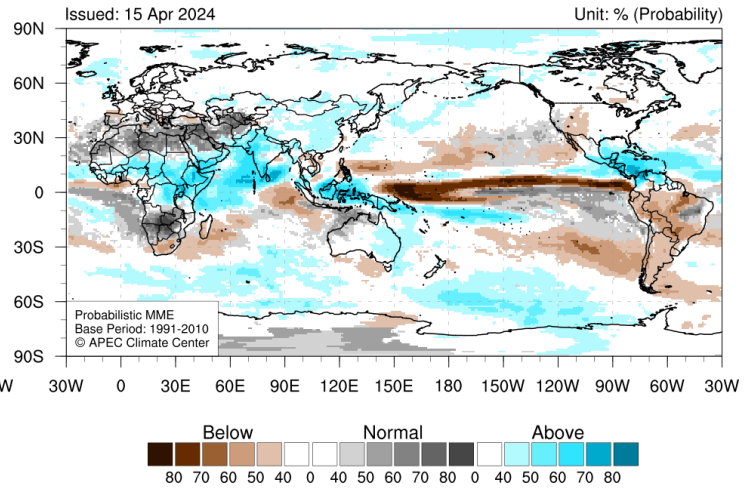 Issued: 15 Apr 2024
Unit: % (Probability)
90N
60N
30N
0
30S
60S
90S
Probabilistic MME
Base Period: 1991-2010
© APEC Climate Center
W
30W 0 30E 60E 90E 120E 150E 180 150W 120W 90W 60W 30W
Below Normal Above
80 70 60 50 40 0 40 50 60 70 80 0 40 50 60 70 80